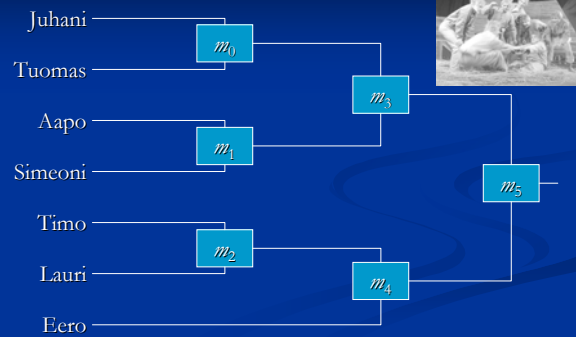 Juhani
m₀
Tuomas
m₃
Aapo
m₁
Simeoni
m₅
Timo
m₂
Lauri
m₄
Eero